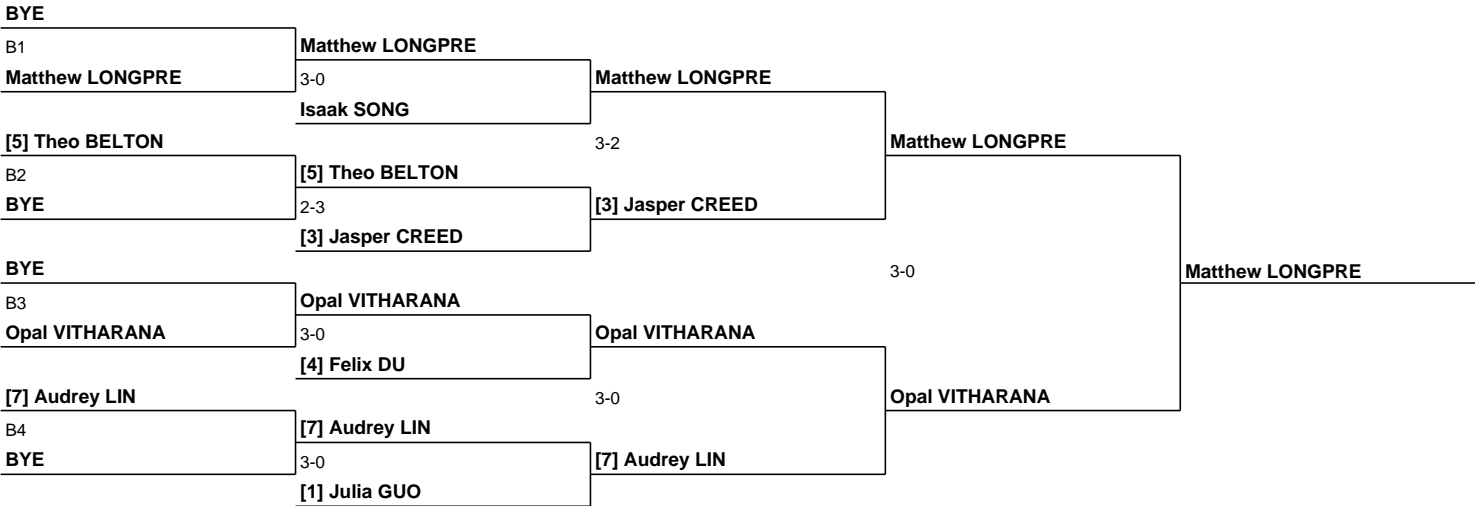 BYE
B1
Matthew LONGPRE
Matthew LONGPRE
3-0
Isaak SONG
Matthew LONGPRE
[5] Theo BELTON
3-2
Matthew LONGPRE
B2
[5] Theo BELTON
BYE
2-3
[3] Jasper CREED
[3] Jasper CREED
BYE
3-0
Matthew LONGPRE
B3
Opal VITHARANA
Opal VITHARANA
3-0
Opal VITHARANA
[4] Felix DU
[7] Audrey LIN
3-0
Opal VITHARANA
B4
[7] Audrey LIN
BYE
3-0
[7] Audrey LIN
[1] Julia GUO